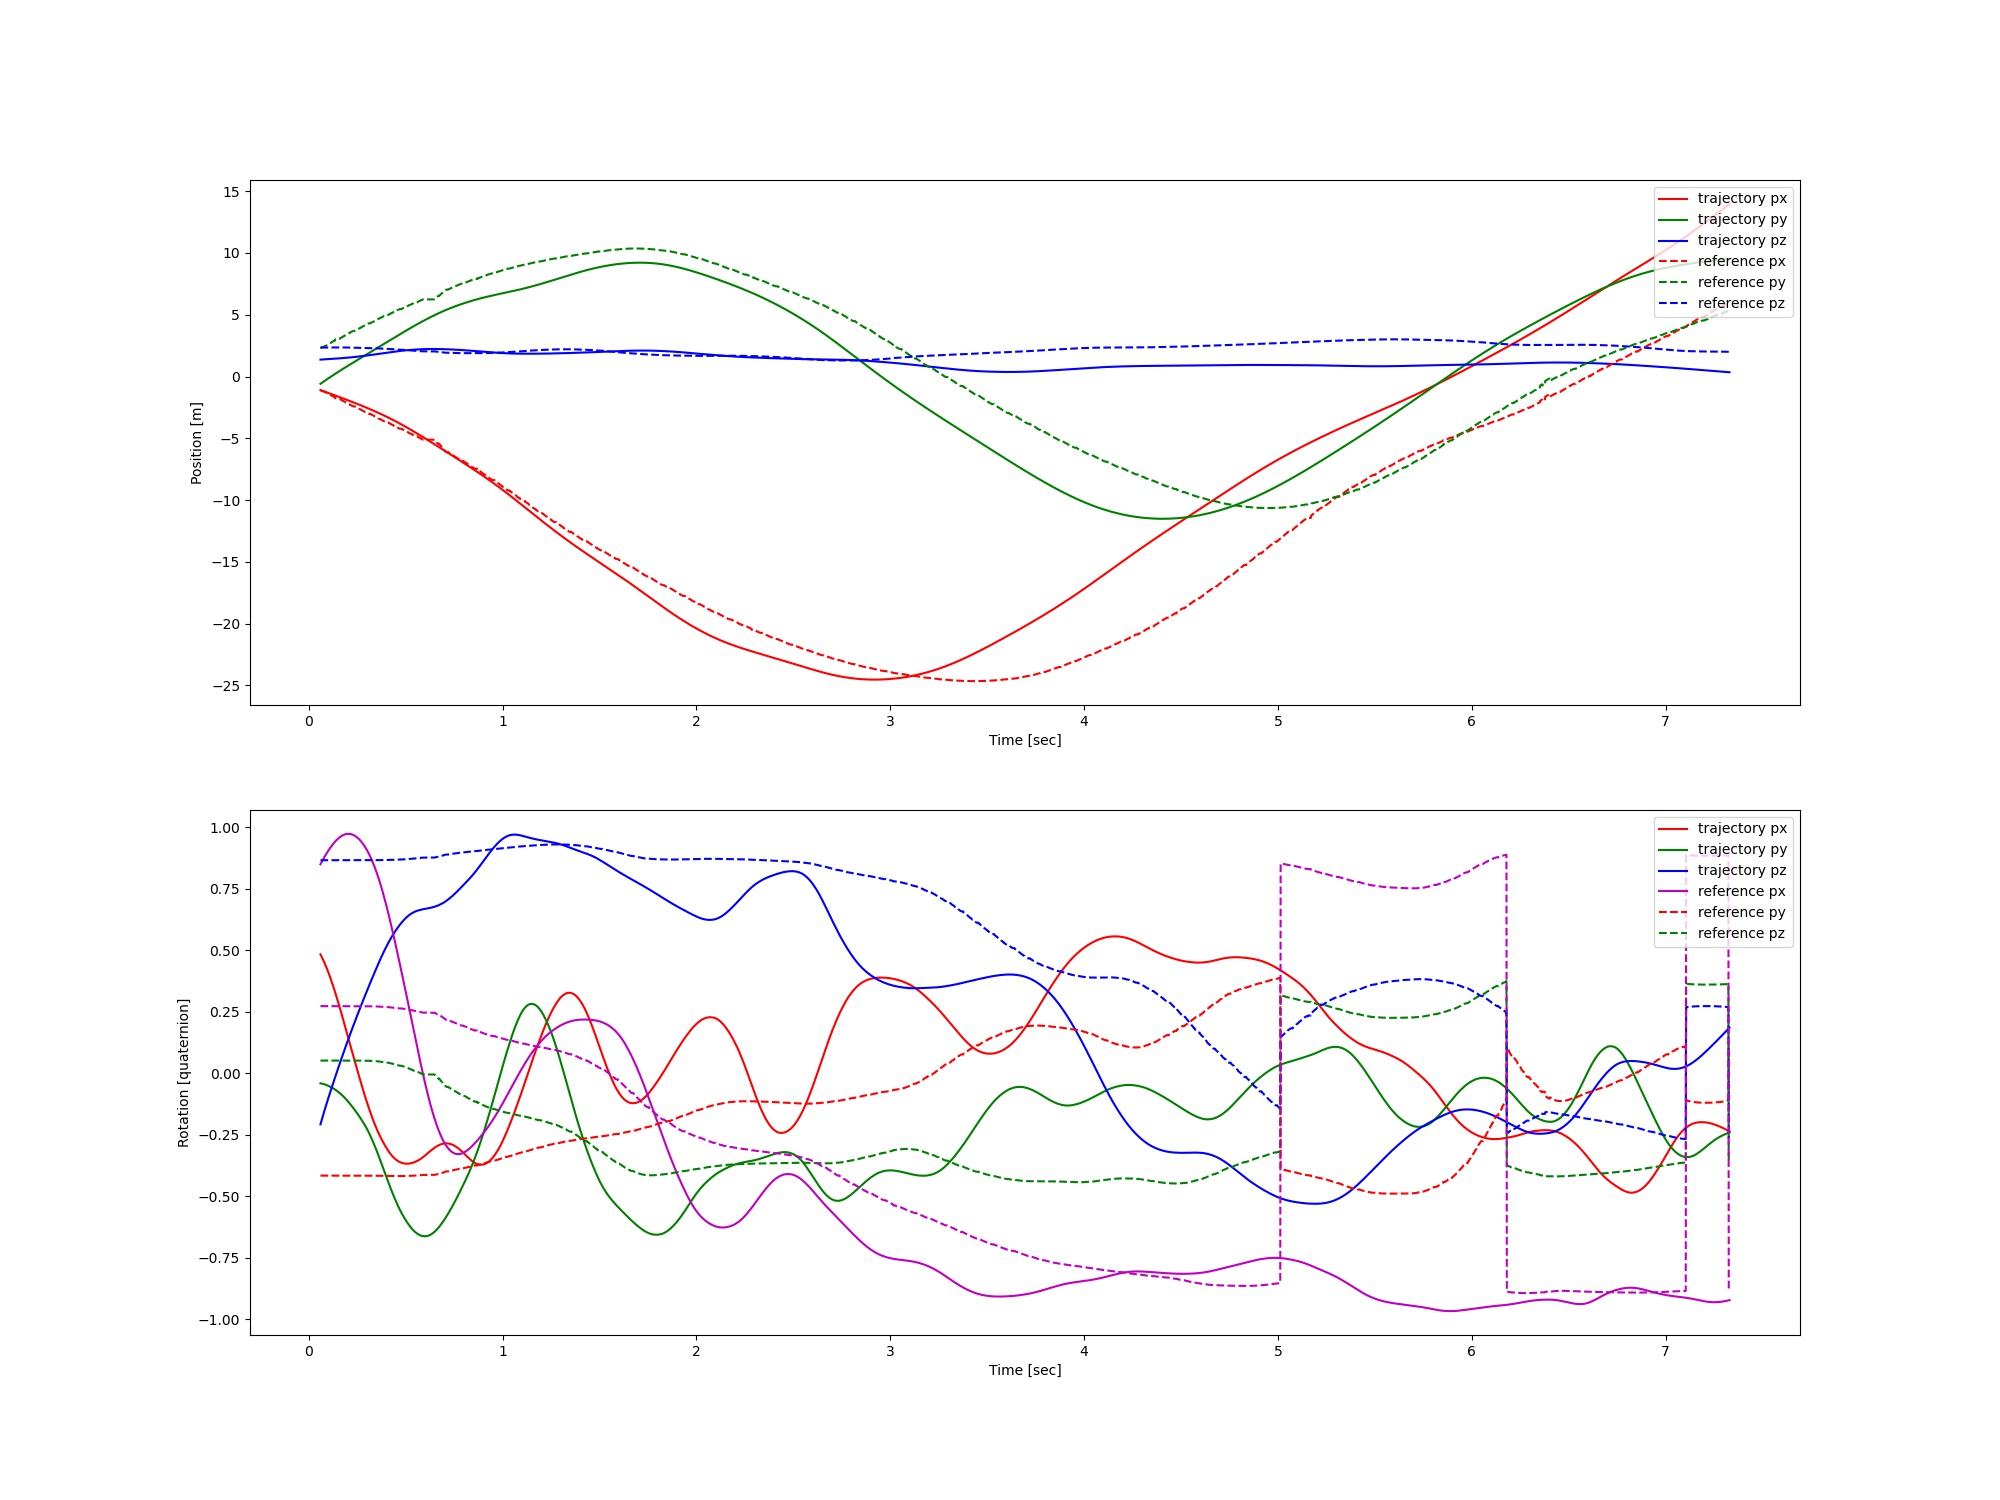 15
10
5
0
−5
−10
−15
−20
−25
Position [m]
trajectory px
trajectory py
trajectory pz
reference px
reference py
reference pz
0 1 2 3 4 5 6 7
Time [sec]
1.00
0.75
0.50
0.25
0.00
−0.25
−0.50
−0.75
−1.00
Rotation [quaternion]
trajectory px
trajectory py
trajectory pz
reference px
reference py
reference pz
0 1 2 3 4 5 6 7
Time [sec]